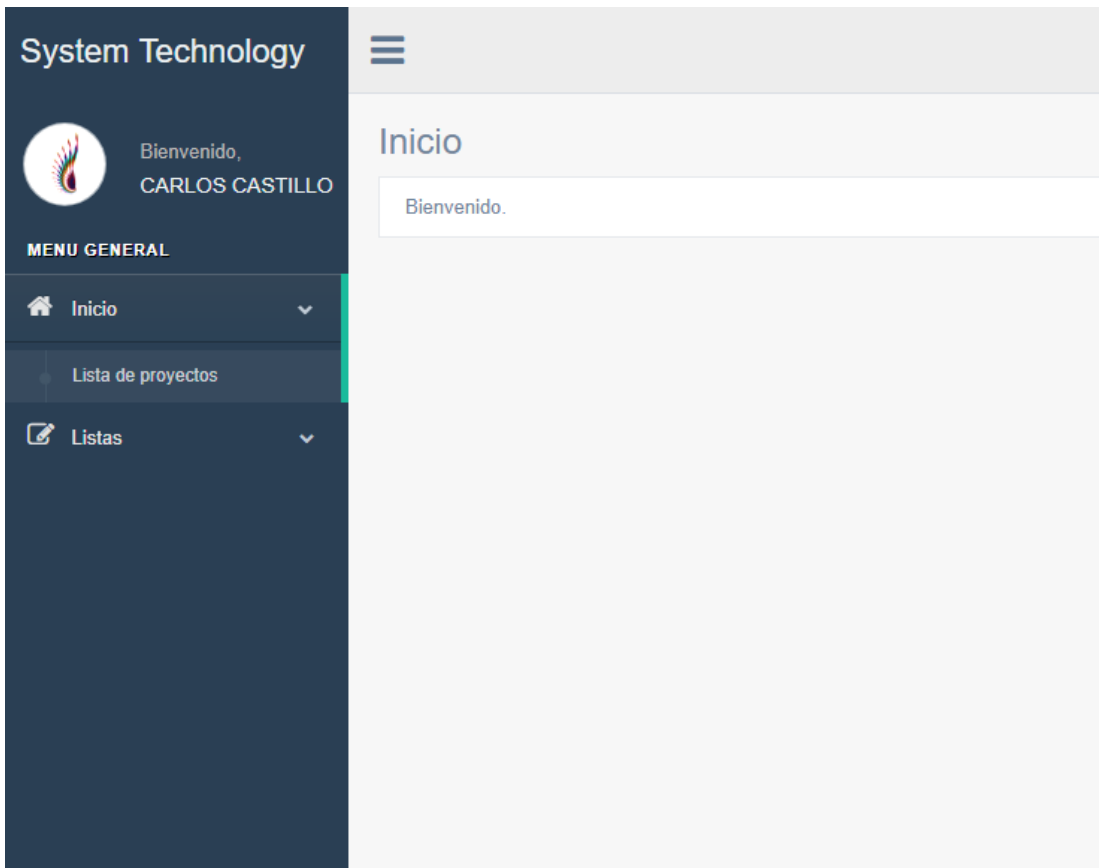 System Technology
Bienvenido,
CARLOS CASTILLO
MENU GENERAL
Inicio
Lista de proyectos
Listas
Inicio
Bienvenido.